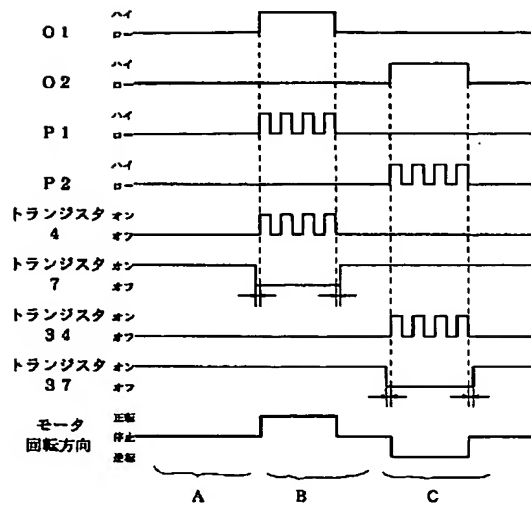 O1
ハイ
ロー
O2
ハイ
ロー
P1
ハイ
ロー
P2
ハイ
ロー
トランジスタ
4
オン
オフ
トランジスタ
7
オン
オフ
トランジスタ
34
オン
オフ
トランジスタ
37
オン
オフ
モータ
回転方向
正転
停止
逆転
A B C